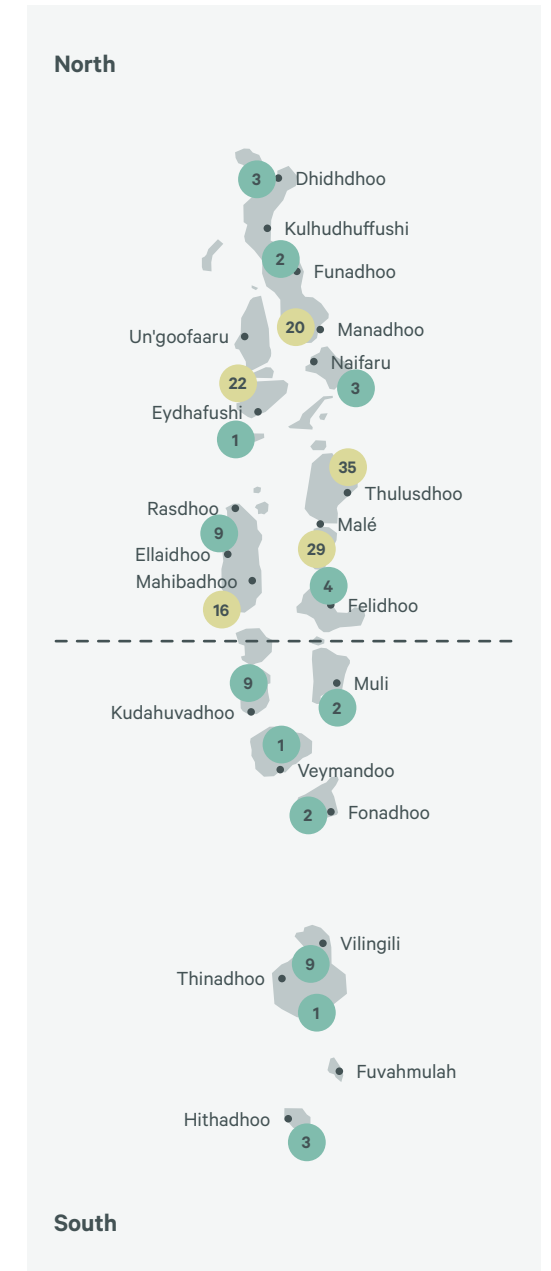 North
3
Dhidhdhoo
Kulhudhuffushi
2
Funadhoo
20
Manadhoo
Un'goofaaru
Naifaru
22
3
Eydhafushi
1
35
Thulusdhoo
Rasdhoo
Malé
9
29
Ellaidhoo
Mahibadhoo
4
16
Felidhoo
9
Muli
Kudahuvadhoo
2
1
Veymandoo
2
Fonadhoo
Vilingili
9
Thinadhoo
1
Fuvahmulah
Hithadhoo
3
South